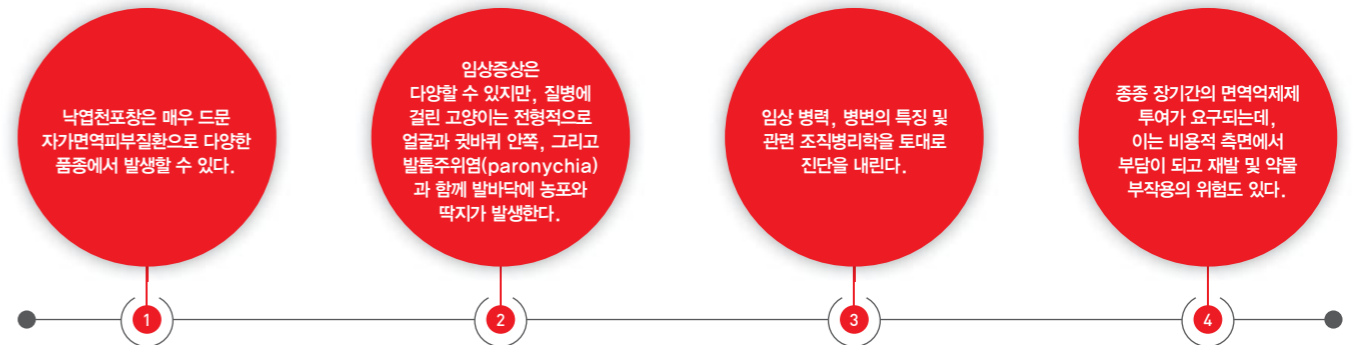 낙엽천포창은 매우 드문
자가면역피부질환으로 다양한
품종에서 발생할 수 있다.
임상증상은
다양할 수 있지만, 질병에
걸린 고양이는 전형적으로
얼굴과 귓바퀴 안쪽, 그리고
발톱주위염(paronychia)
과 함께 발바닥에 농포와
딱지가 발생한다.
임상 병력, 병변의 특징 및
관련 조직병리학을 토대로
진단을 내린다.
종종 장기간의 면역억제제
투여가 요구되는데,
이는 비용적 측면에서
부담이 되고 재발 및 약물
부작용의 위험도 있다.
1
2
3
4